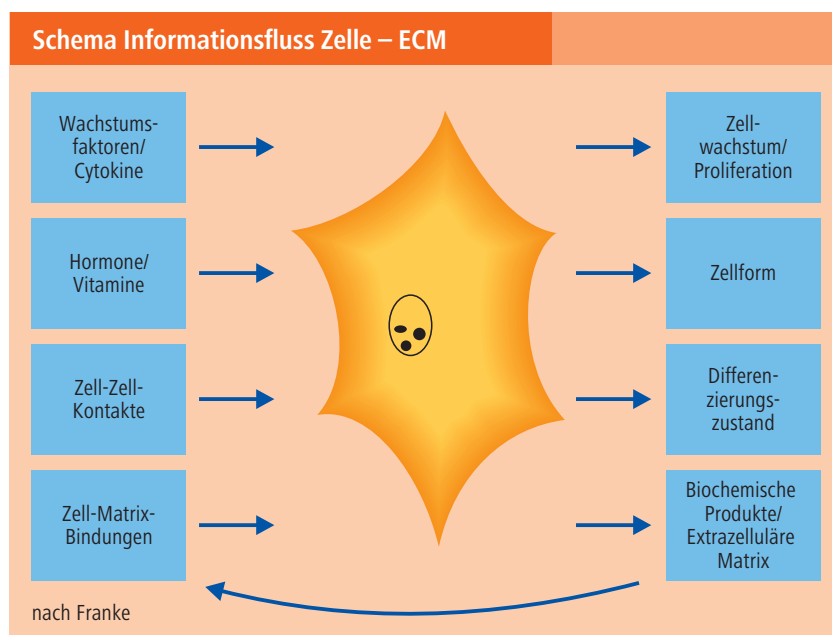 Schema Informationsfluss Zelle – ECM
Wachstums-
faktoren/
Cytokine
Hormone/
Vitamine
Zell-Zell-
Kontakte
Zell-Matrix-
Bindungen
Zell-
wachstum/
Proliferation
Zellform
Differen-
zierungs-
zustand
Biochemische
Produkte/
Extrazelluläre
Matrix
nach Franke